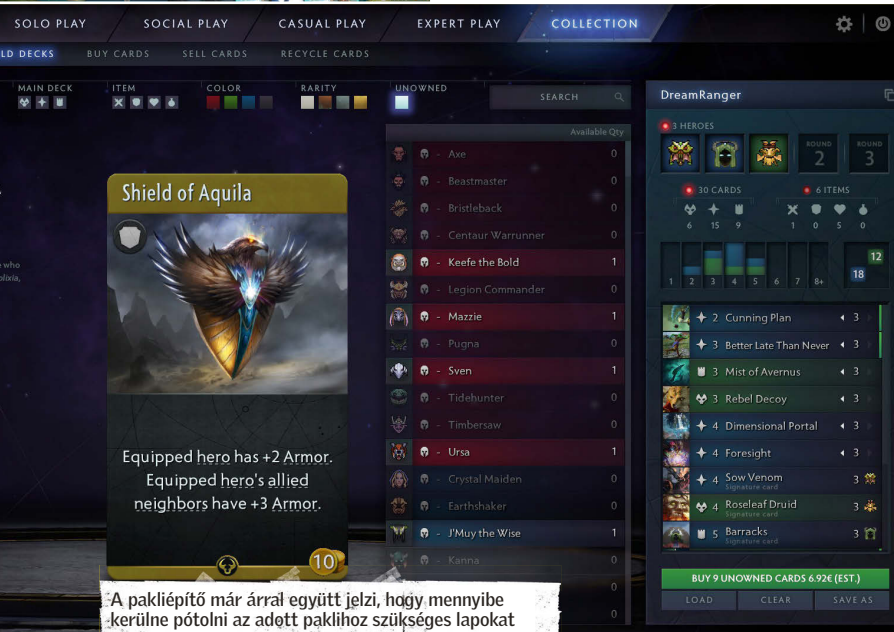 SOLO PLAY SOCIAL PLAY CASUAL PLAY EXPERT PLAY COLLECTION
LD DECKS BUY CARDS SELL CARDS RECYCLE CARDS
MAIN DECK ITEM COLOR RARITY UNOWNED
SEARCH
Available Qty
Axe 0
Beastmaster 0
Bristleback 0
Centaur Warrunner 0
Keefe the Bold 1
Legion Commander 0
Mazzie 1
Pugna 0
Sven 1
Tidehunter 0
Timbersaw 0
Ursa 1
Crystal Maiden 0
Earthshaker 0
J'Muy the Wise 1
Kanna 0
0
0
e who
olixia,
Shield of Aquila
Equipped hero has +2 Armor.
Equipped hero's allied
neighbors have +3 Armor.
10
DreamRanger
3 HEROES
ROUND 2 ROUND 3
30 CARDS 6 ITEMS
6 15 9 1 0 5 0
12
18
1 2 3 4 5 6 7 8+
2 Cunning Plan 3
3 Better Late Than Never 3
3 Mist of Avernus 3
3 Rebel Decoy 3
4 Dimensional Portal 3
4 Foresight 3
4 Sow Venom 3
Signature card
4 Roseleaf Druid 3
Signature card
5 Barracks 3
Signature card
BUY 9 UNOWNED CARDS 6.92€ (EST.)
LOAD CLEAR SAVE AS
A pakliépítő már árral együtt jelzi, hogy mennyibe
kerülne pótolni az adott paklihoz szükséges lapokat